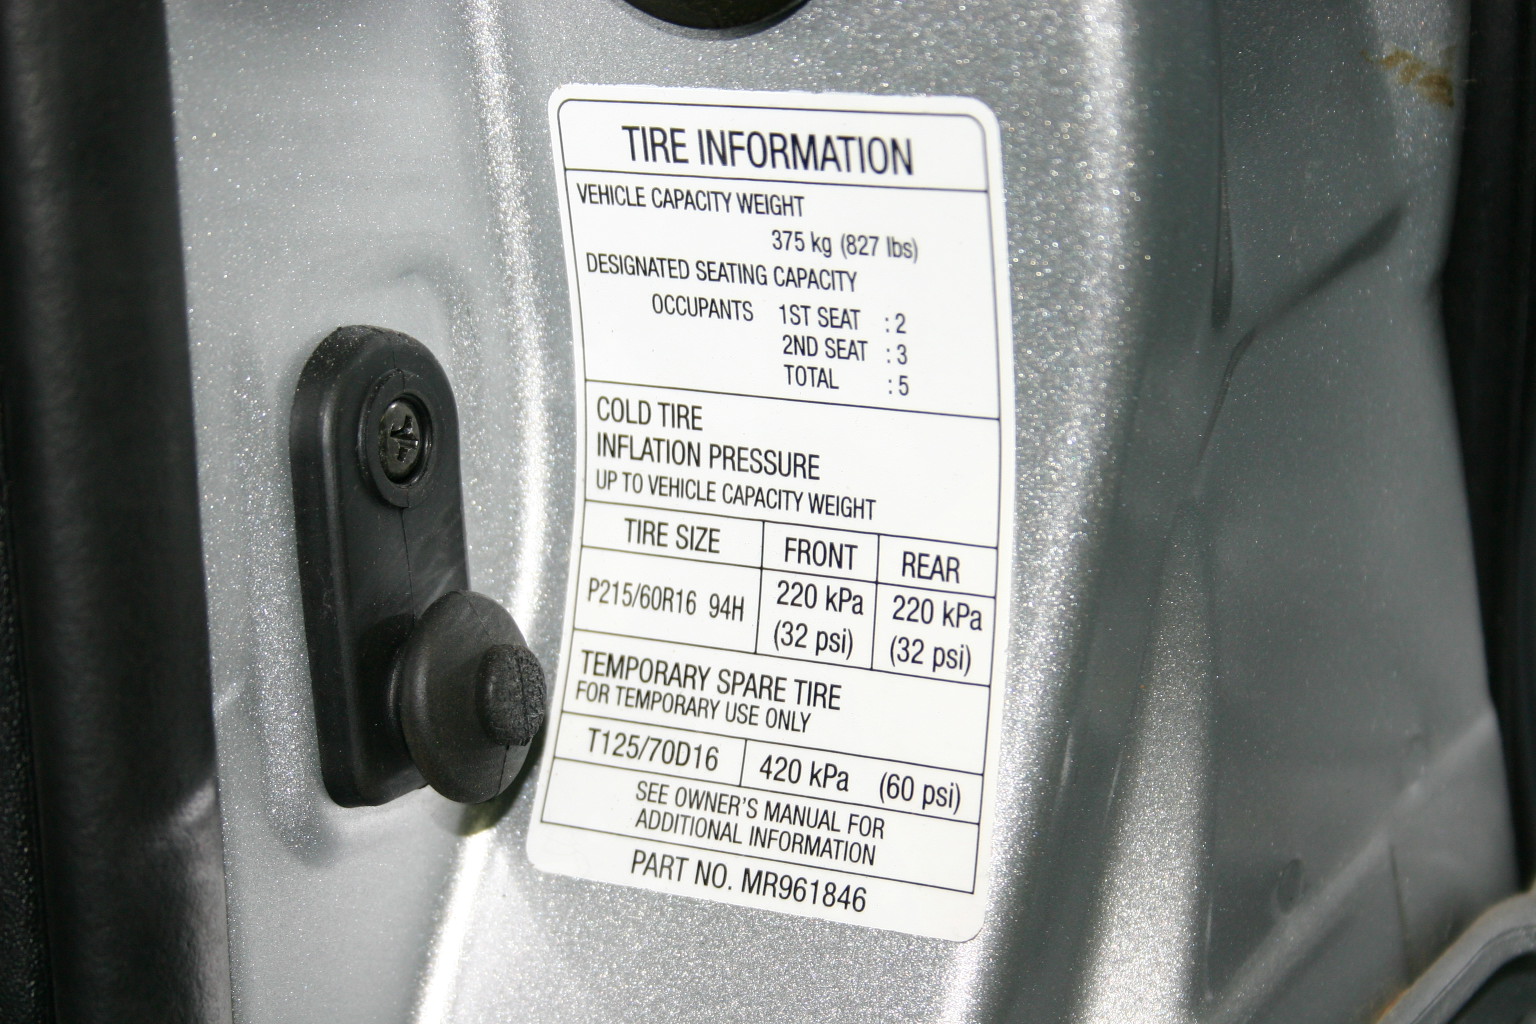 TIRE INFORMATION
VEHICLE CAPACITY WEIGHT
375 kg (827 lbs)
DESIGNATED SEATING CAPACITY
OCCUPANTS 1ST SEAT : 2
2ND SEAT : 3
TOTAL : 5
COLD TIRE
INFLATION PRESSURE
UP TO VEHICLE CAPACITY WEIGHT
TIRE SIZE FRONT REAR
P215/60R16 94H 220 kPa 220 kPa
(32 psi) (32 psi)
TEMPORARY SPARE TIRE
FOR TEMPORARY USE ONLY
T125/70D16 420 kPa (60 psi)
SEE OWNER'S MANUAL FOR
ADDITIONAL INFORMATION
PART NO. MR961846